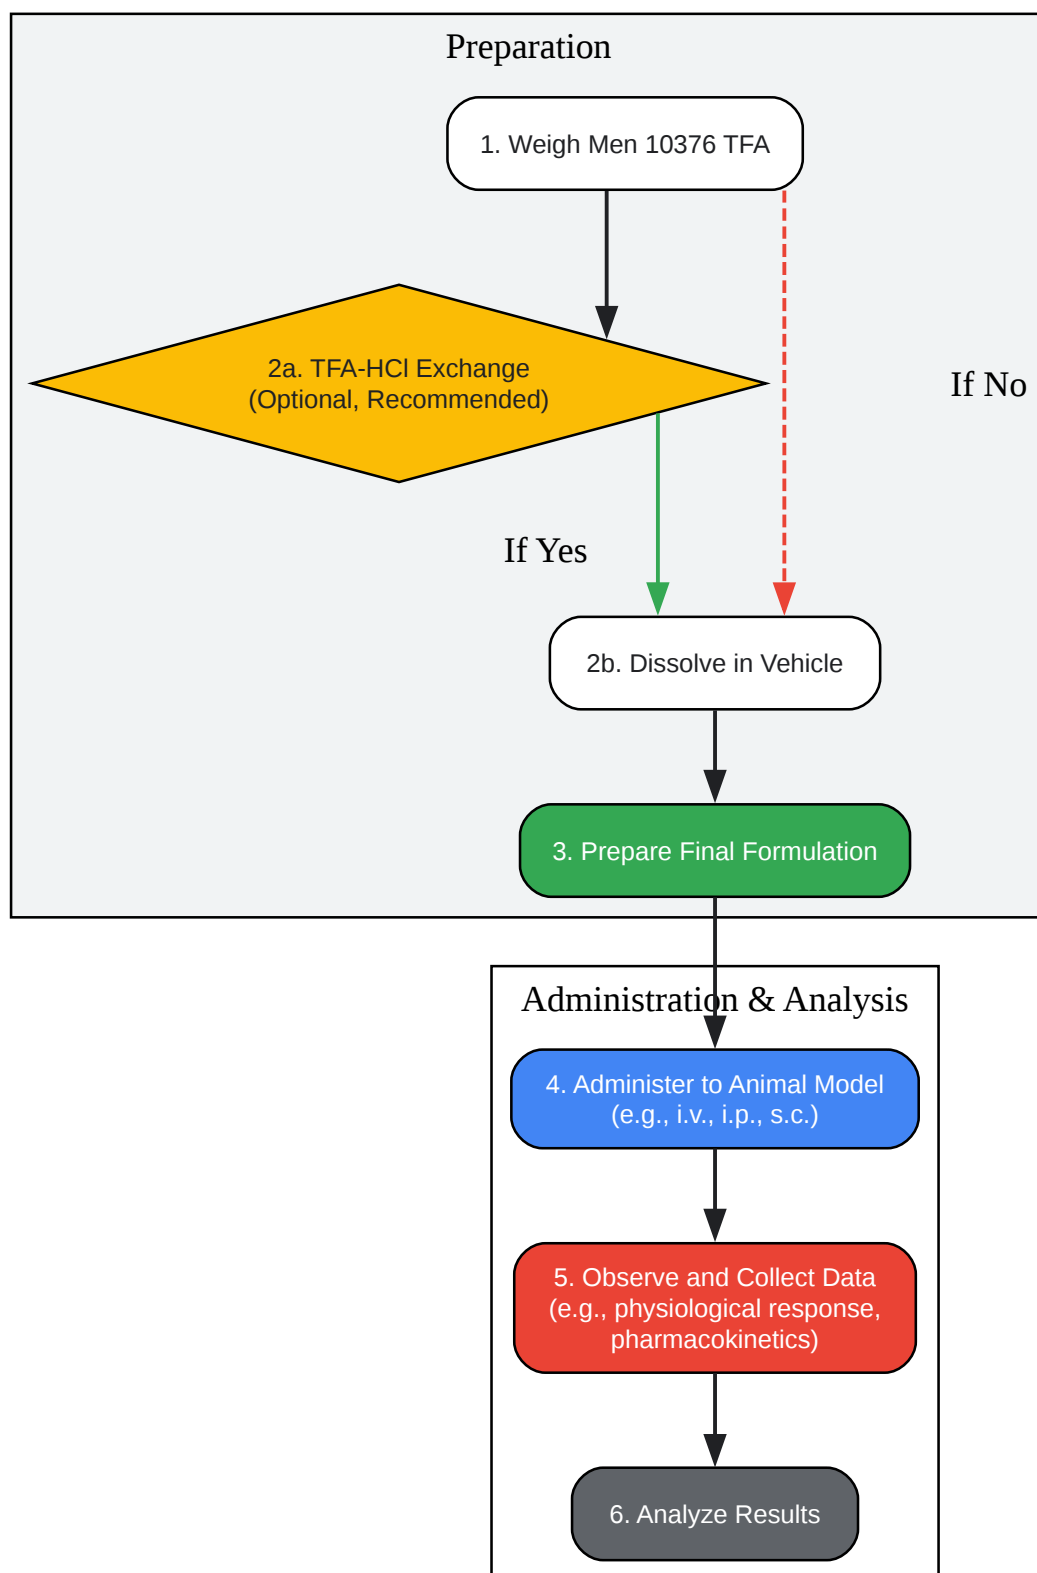 Preparation
1. Weigh Men 10376 TFA
2a. TFA-HCl Exchange
(Optional, Recommended)
If No
If Yes
2b. Dissolve in Vehicle
3. Prepare Final Formulation
Administration & Analysis
4. Administer to Animal Model
(e.g., i.v., i.p., s.c.)
5. Observe and Collect Data
(e.g., physiological response,
pharmacokinetics)
6. Analyze Results